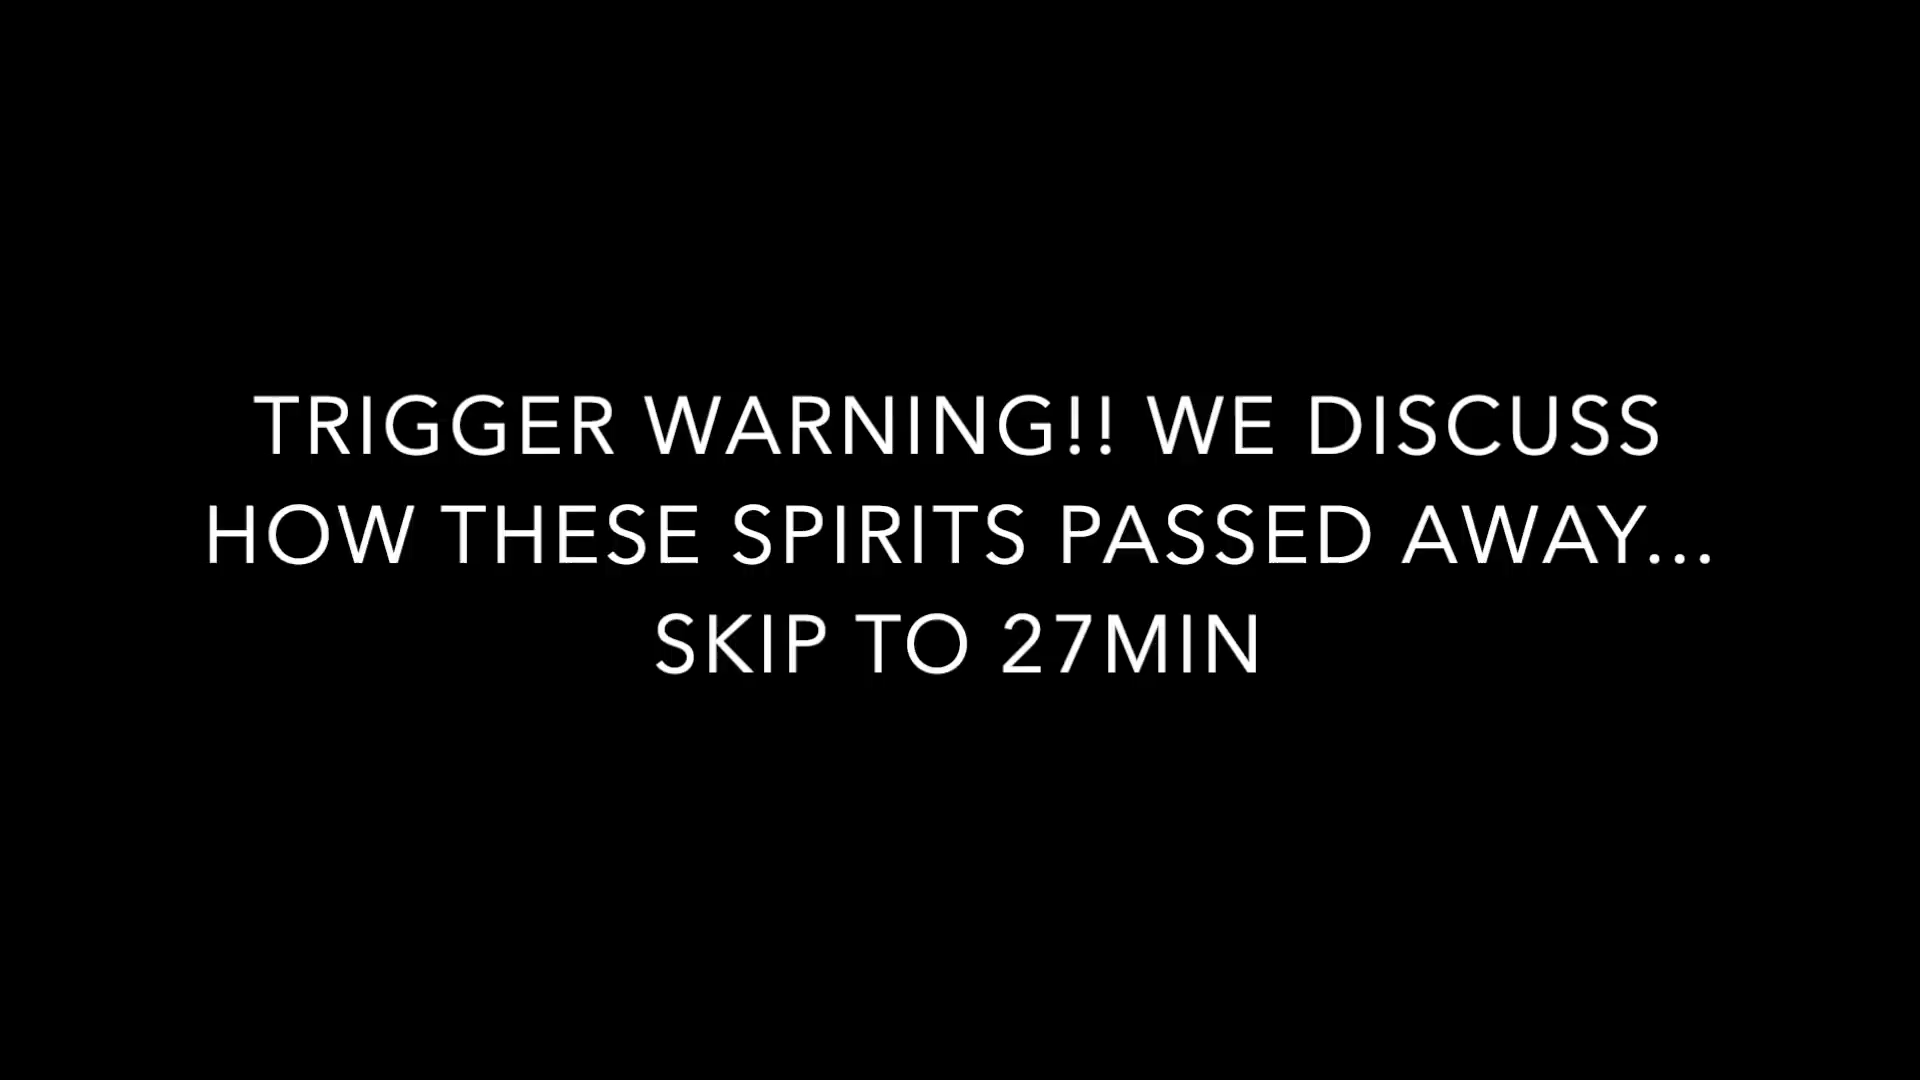 TRIGGER WARNING!! WE DISCUSS
HOW THESE SPIRITS PASSED AWAY...
SKIP TO 27MIN